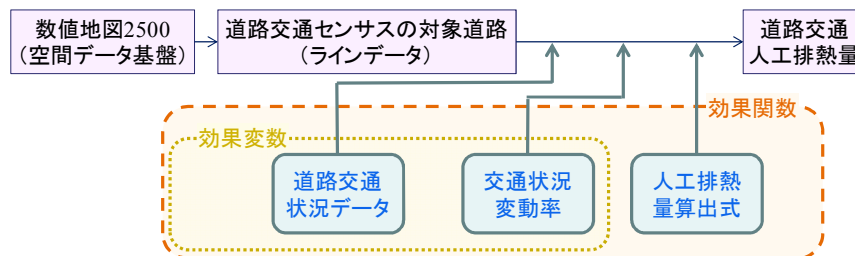 数値地図2500
（空間データ基盤）
道路交通センサスの対象道路
（ラインデータ）
道路交通
人工排熱量
効果関数
効果変数
道路交通
状況データ
交通状況
変動率
人工排熱
量算出式